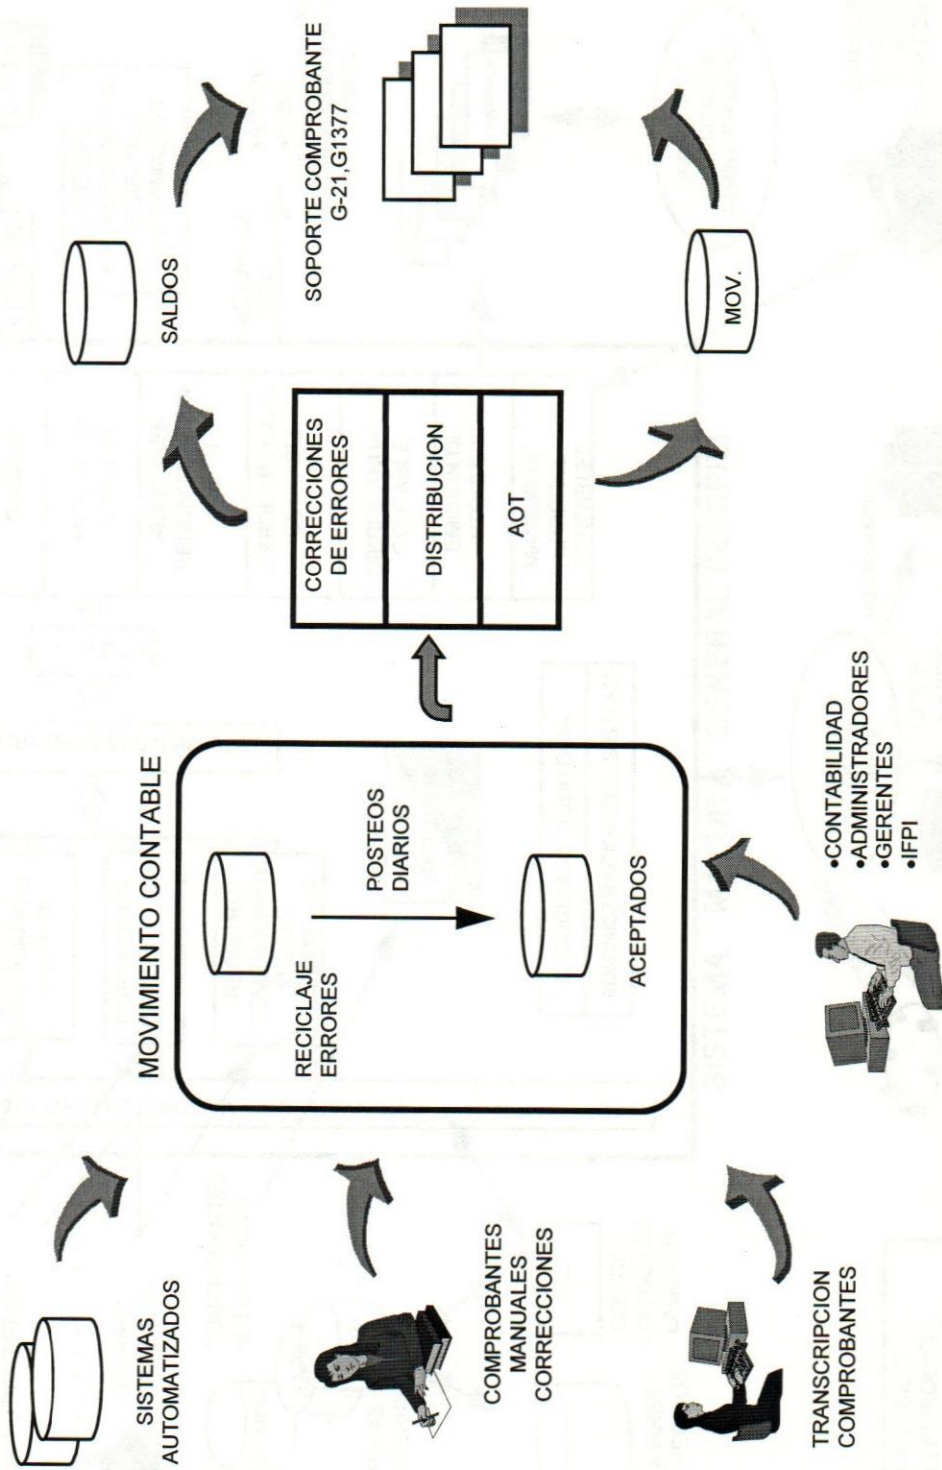 SISTEMAS
AUTOMATIZADOS
COMPROBANTES
MANUALES
CORRECCIONES
TRANSCRIPCION
COMPROBANTES
MOVIMIENTO CONTABLE
RECICLAJE
ERRORES
POSTEOS
DIARIOS
ACEPTADOS
•CONTABILIDAD
•ADMINISTRADORES
•GERENTES
•IFPI
CORRECCIONES
DE ERRORES
DISTRIBUCION
AOT
SALDOS
MOV.
SOPORTE COMPROBANTE
G-21,G1377